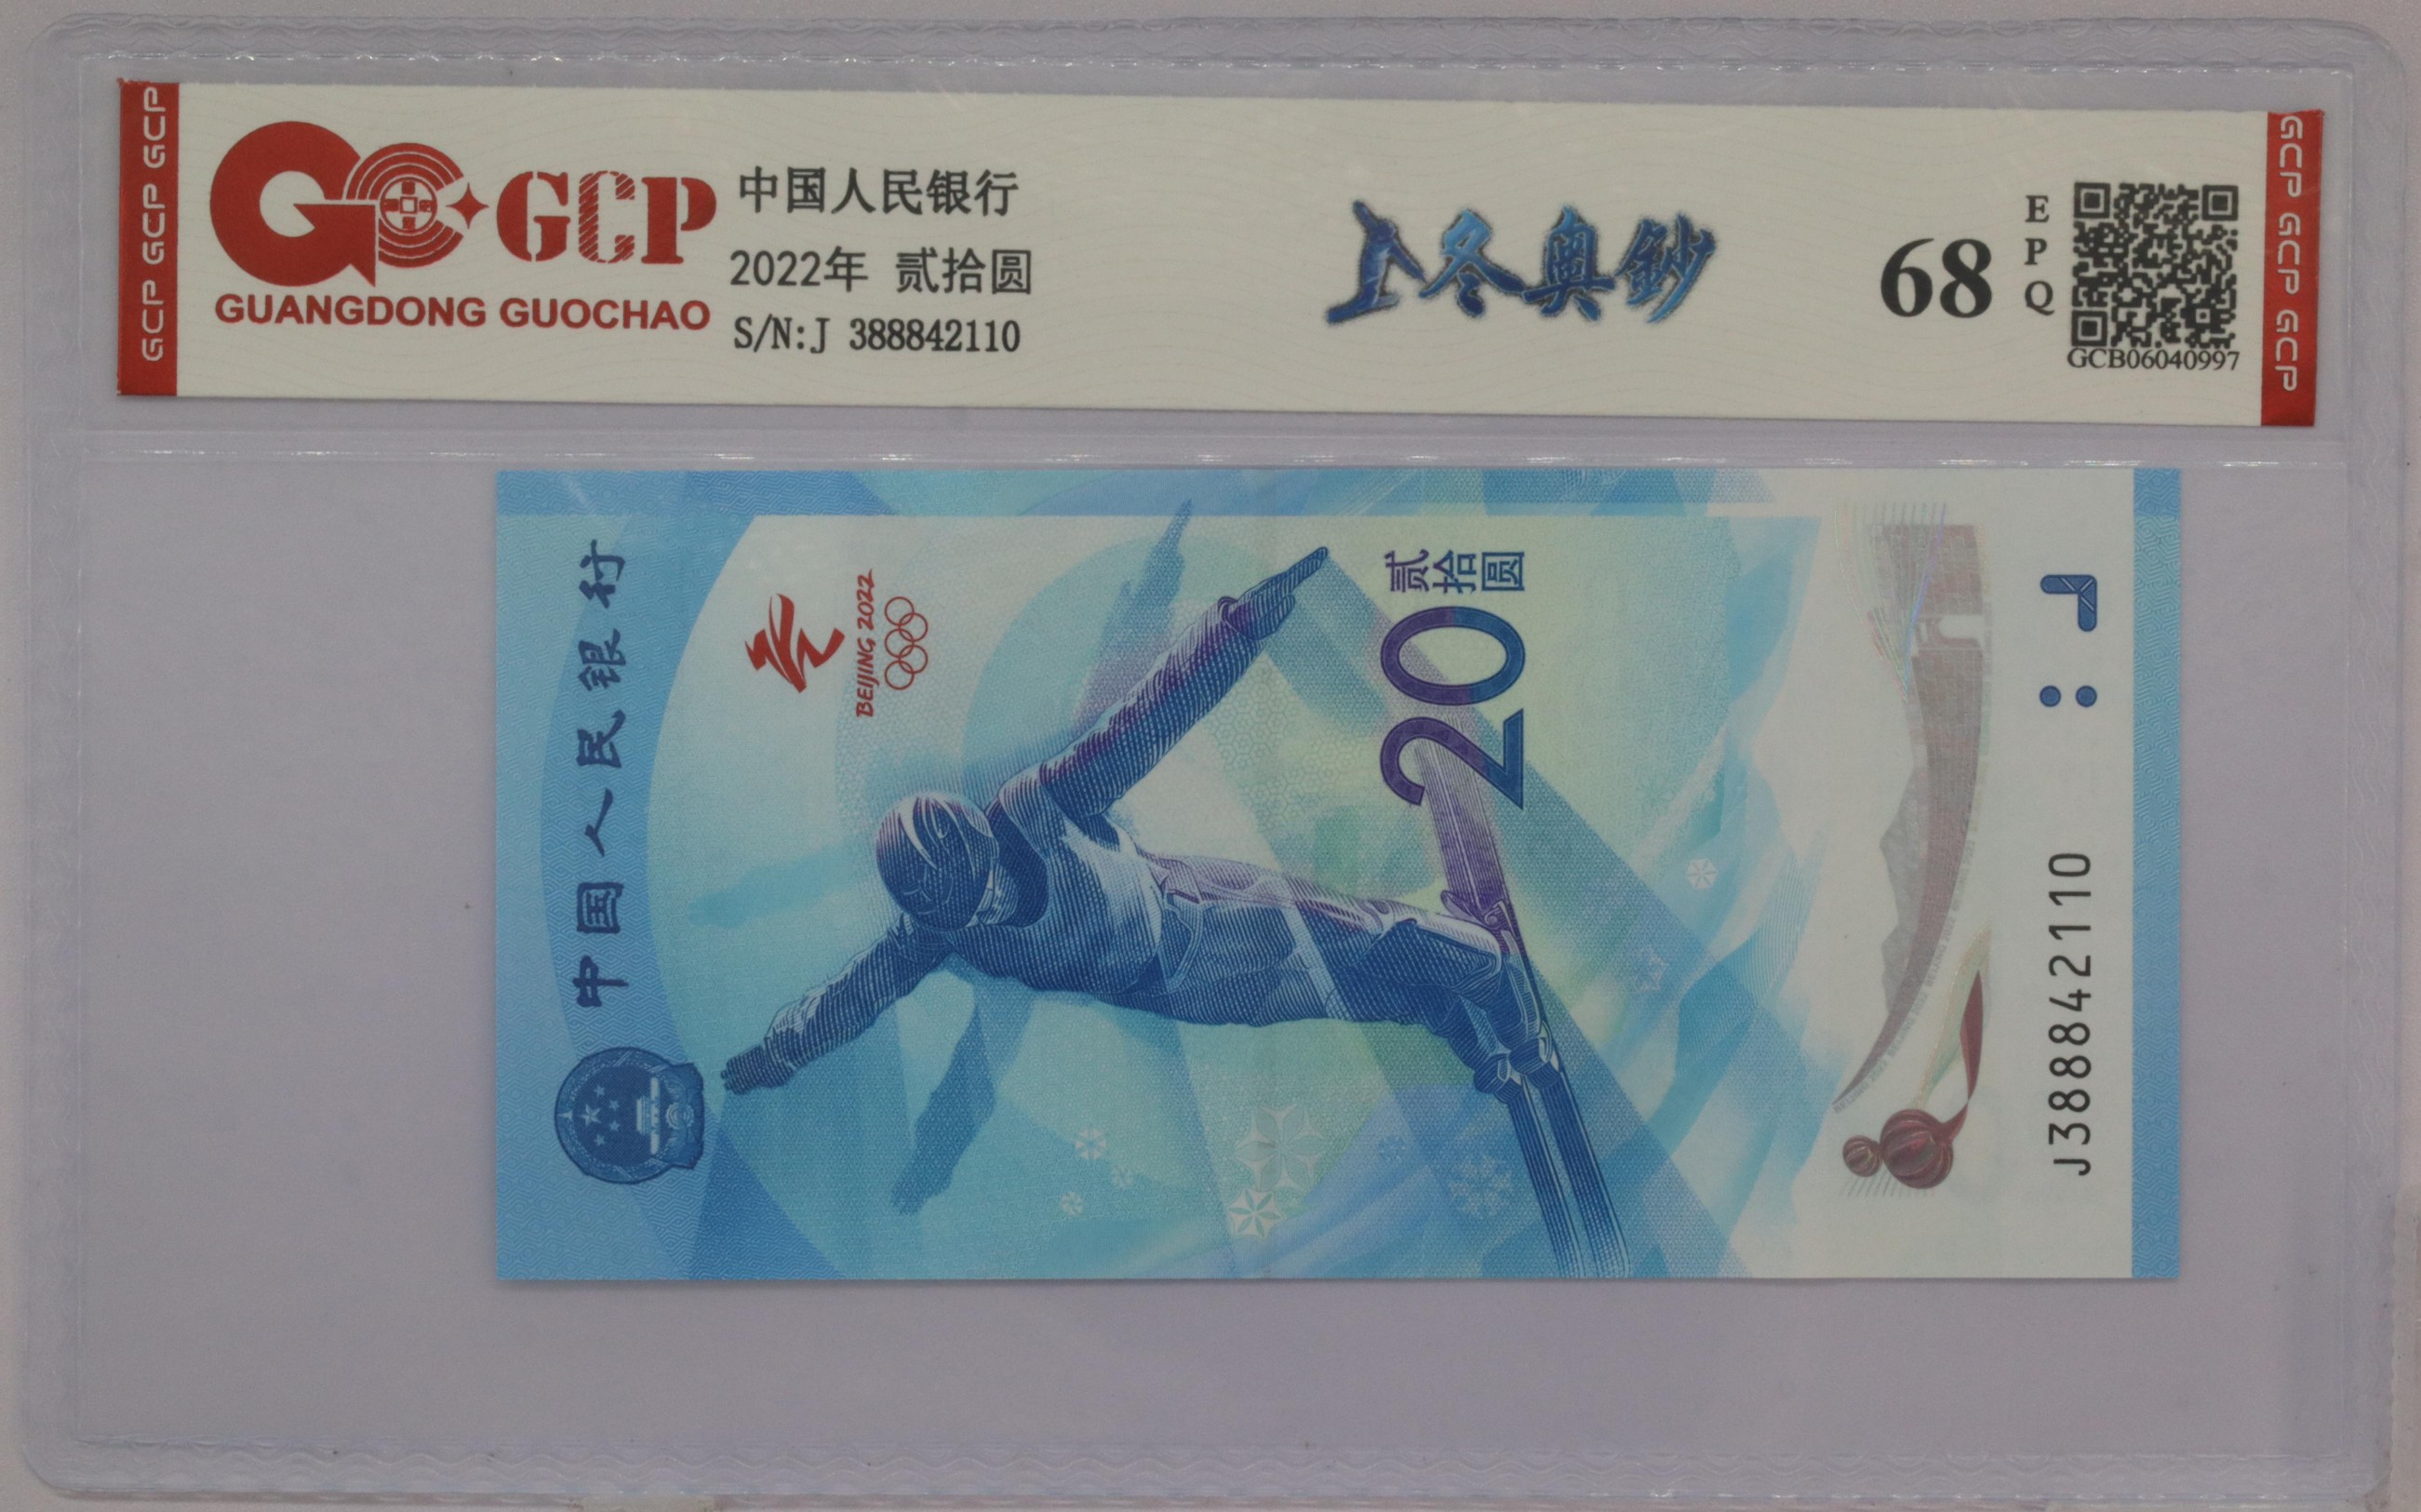 GCP GCP GCP
GCP
GUANGDONG GUOCHAO
中国人民银行
2022年 贰拾圆
S/N:J 388842110
冬奥鈔
68
EPQ
GCB06040997
GCP GCP GCP
中国人民银行
BEIJING 2022
贰拾圆
20
J388842110